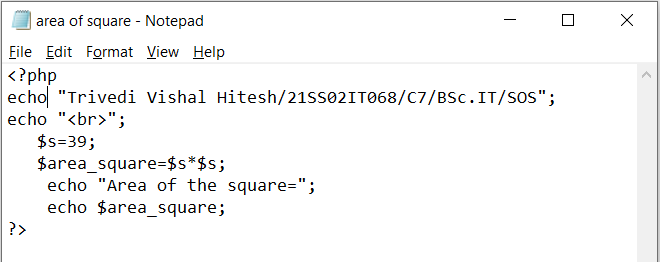 area of square - Notepad
File Edit Format View Help
<?php
echo "Trivedi Vishal Hitesh/21SS02IT068/C7/BSc.IT/SOS";
echo "<br>";
$s=39;
$area_square=$s*$s;
echo "Area of the square=";
echo $area_square;
?>